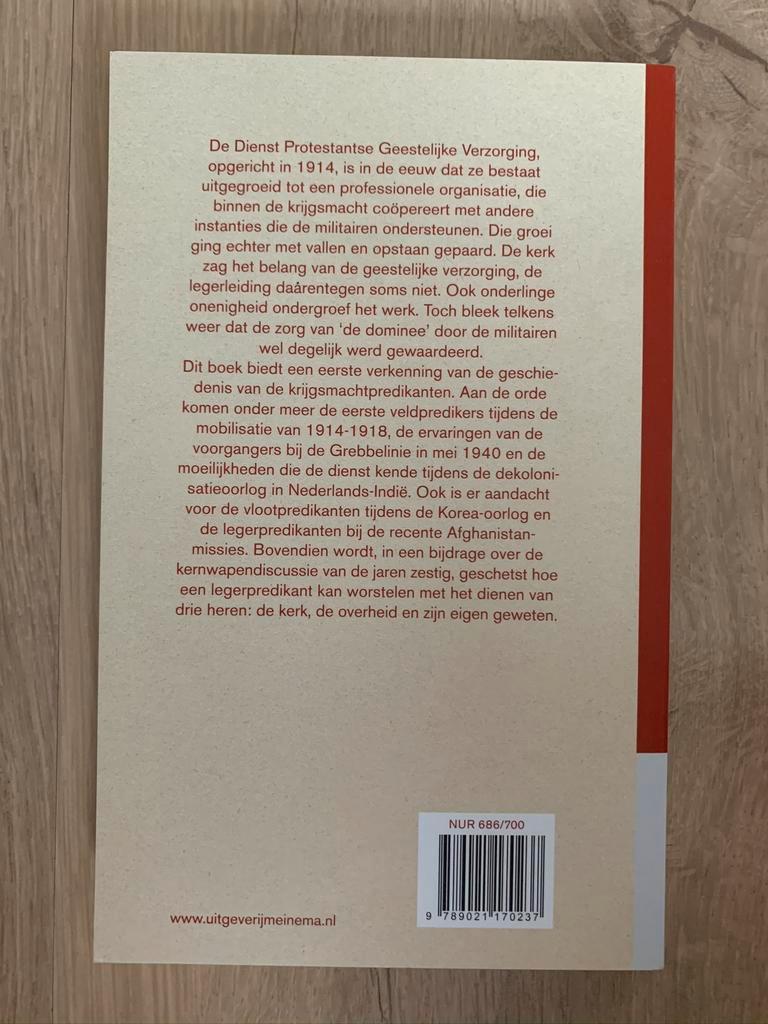 De Dienst Protestantse Geestelijke Verzorging,
opgericht in 1914, is in de eeuw dat ze bestaat
uitgegroeid tot een professionele organisatie, die
binnen de krijgsmacht coöpereert met andere
instanties die de militairen ondersteunen. Die groei
ging echter met vallen en opstaan gepaard. De kerk
zag het belang van de geestelijke verzorging, de
legerleiding daårentegen soms niet. Ook onderlinge
onenigheid ondergroef het werk. Toch bleek telkens
weer dat de zorg van ‘de dominee’ door de militairen
wel degelijk werd gewaardeerd.
Dit boek biedt een eerste verkenning van de geschie-
denis van de krijgsmachtpredikanten. Aan de orde
komen onder meer de eerste veldpredikers tijdens de
mobilisatie van 1914-1918, de ervaringen van de
voorgangers bij de Grebbelinie in mei 1940 en de
moeilijkheden die de dienst kende tijdens de dekoloni-
satieoorlog in Nederlands-Indië. Ook is er aandacht
voor de vlootpredikanten tijdens de Korea-oorlog en
de legerpredikanten bij de recente Afghanistan-
missies. Bovendien wordt, in een bijdrage over de
kernwapendiscussie van de jaren zestig, geschetst hoe
een legerpredikant kan worstelen met het dienen van
drie heren: de kerk, de overheid en zijn eigen geweten.
NUR 686/700
9 789021 170237
www.uitgeverijmeinema.nl